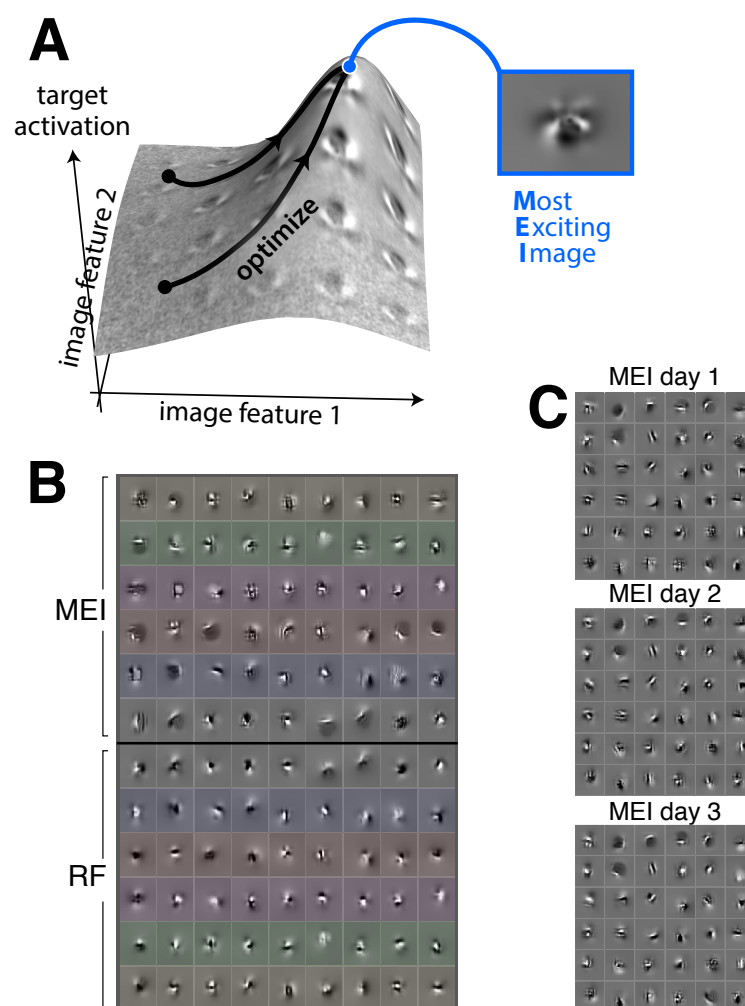 A
target
activation
image feature 2
optimize
image feature 1
Most
Exciting
Image
C
MEI day 1
B
MEI
MEI day 2
MEI day 3
RF